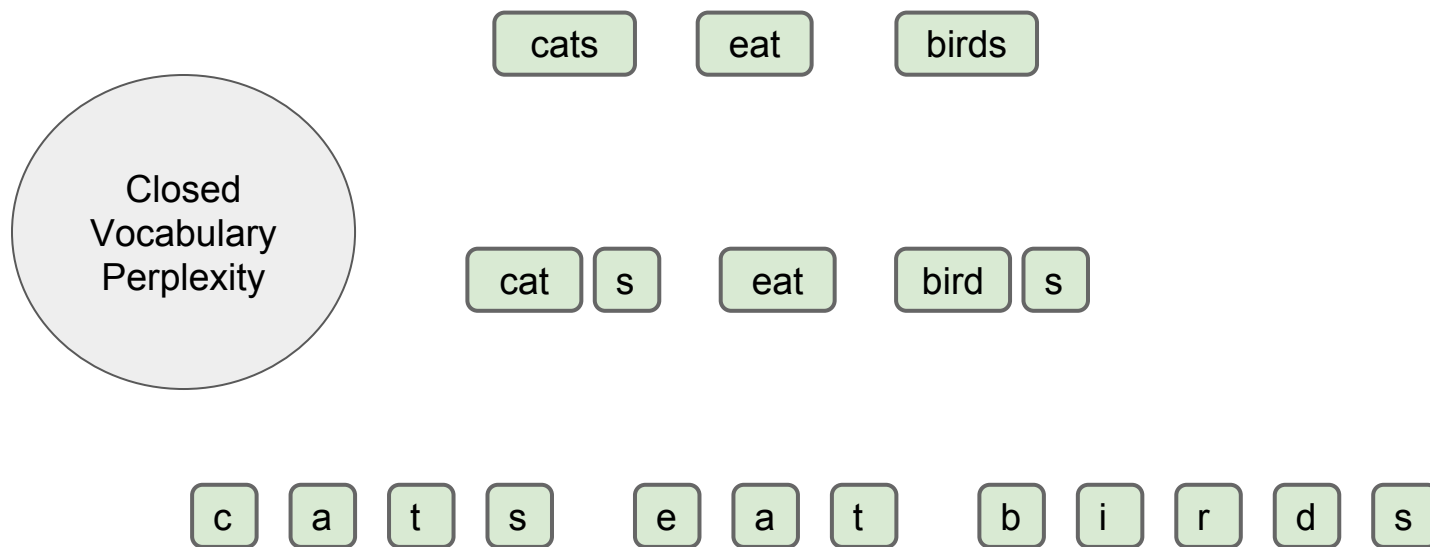 cats eat birds
Closed
Vocabulary
Perplexity
cat s eat bird s
c a t s e a t b i r d s